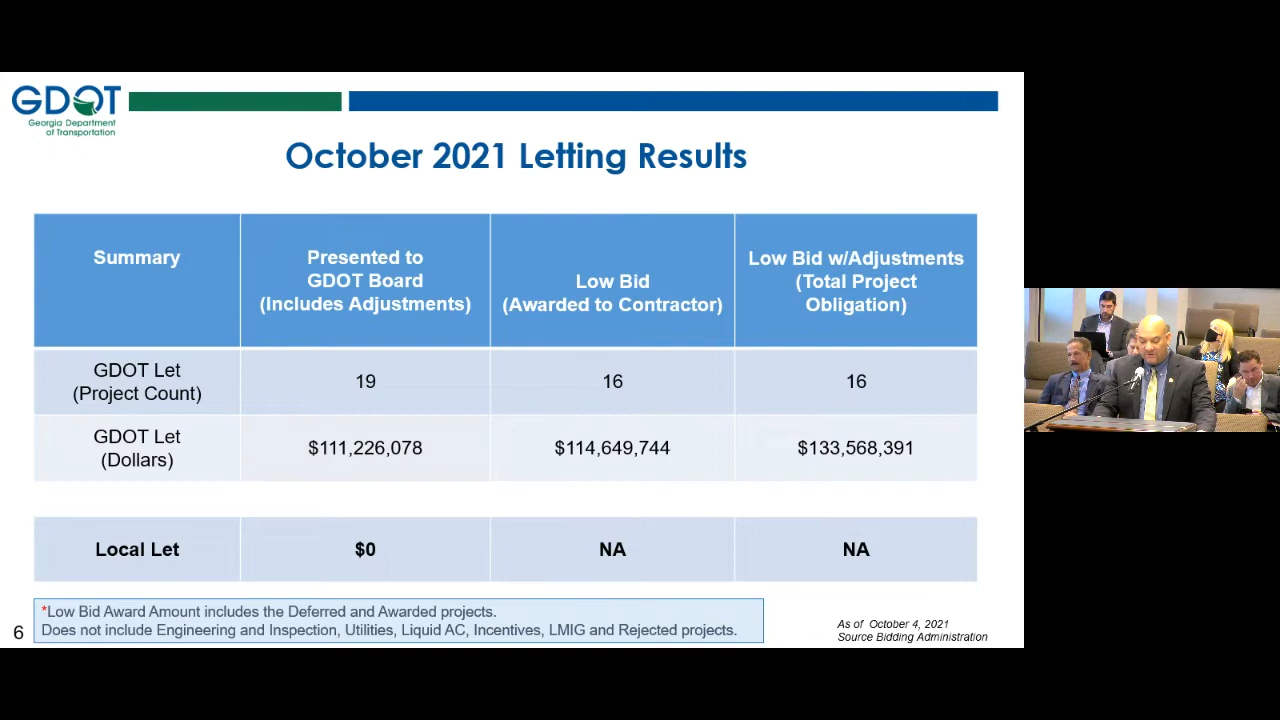 GDOT
Georgia Department
of Transportation
October 2021 Letting Results
Summary
Presented to
GDOT Board
(Includes Adjustments)
Low Bid
(Awarded to Contractor)
Low Bid w/Adjustments
(Total Project
Obligation)
GDOT Let
(Project Count)
19
16
16
GDOT Let
(Dollars)
$111,226,078
$114,649,744
$133,568,391
Local Let
$0
NA
NA
*Low Bid Award Amount includes the Deferred and Awarded projects.
Does not include Engineering and Inspection, Utilities, Liquid AC, Incentives, LMIG and Rejected projects.
6
As of October 4, 2021
Source Bidding Administration